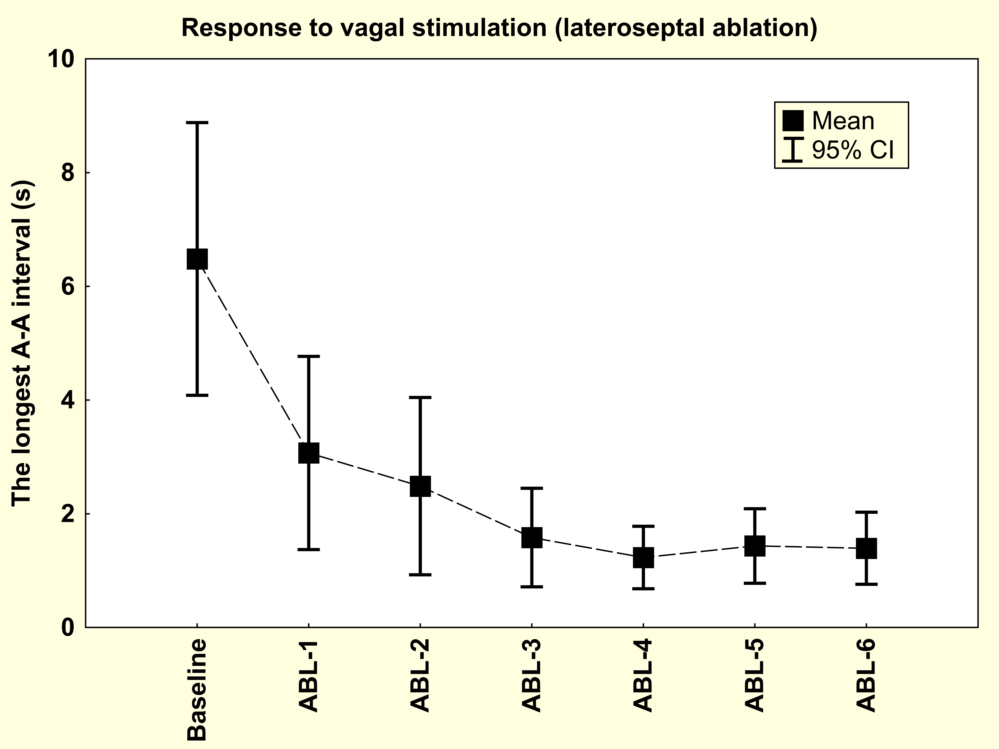 Response to vagal stimulation (lateroseptal ablation)
The longest A-A interval (s)
10
8
6
4
2
0
Mean
95% CI
Baseline
ABL-1
ABL-2
ABL-3
ABL-4
ABL-5
ABL-6